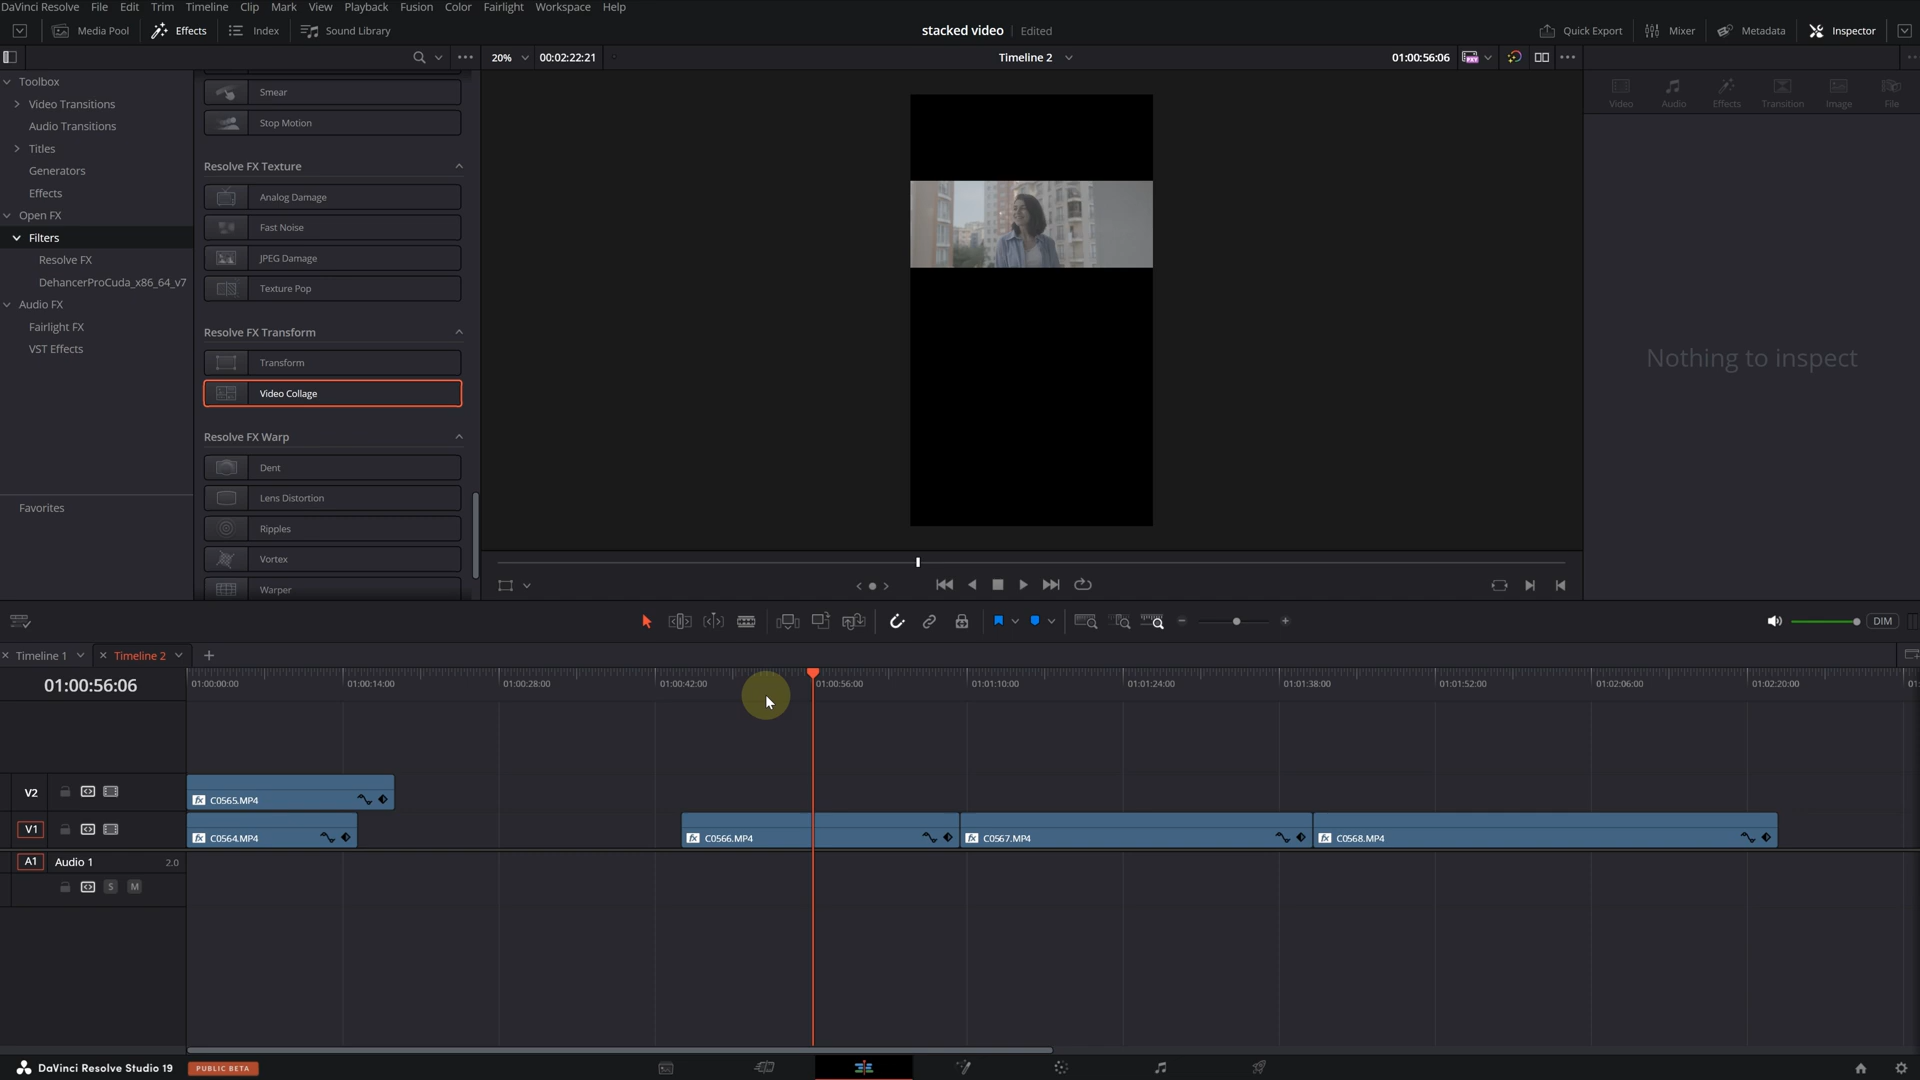 DaVinci Resolve File Edit Trim Timeline Clip Mark View Playback Fusion Color Fairlight Workspace Help
Media Pool Effects Index Sound Library stacked video Edited Quick Export Mixer Metadata Inspector
20% 00:02:22:21 Timeline 2 01:00:56:06
Toolbox
Video Transitions
Audio Transitions
Titles
Generators
Effects
Open FX
Filters
Resolve FX
DehancerProCuda_x86_64_v7
Audio FX
Fairlight FX
VST Effects
Favorites
Smear
Stop Motion
Resolve FX Texture
Analog Damage
Fast Noise
JPEG Damage
Texture Pop
Resolve FX Transform
Transform
Video Collage
Resolve FX Warp
Dent
Lens Distortion
Ripples
Vortex
Warper
Video Audio Effects Transition Image File
Nothing to inspect
DIM
Timeline 1 Timeline 2
01:00:56:06 01:00:00:00 01:00:14:00 01:00:28:00 01:00:42:00 01:00:56:00 01:01:10:00 01:01:24:00 01:01:38:00 01:01:52:00 01:02:06:00 01:02:20:00 01:
V2 fx C0565.MP4
V1 fx C0564.MP4 fx C0566.MP4 fx C0567.MP4 fx C0568.MP4
A1 Audio 1 2.0
S M
DaVinci Resolve Studio 19 PUBLIC BETA